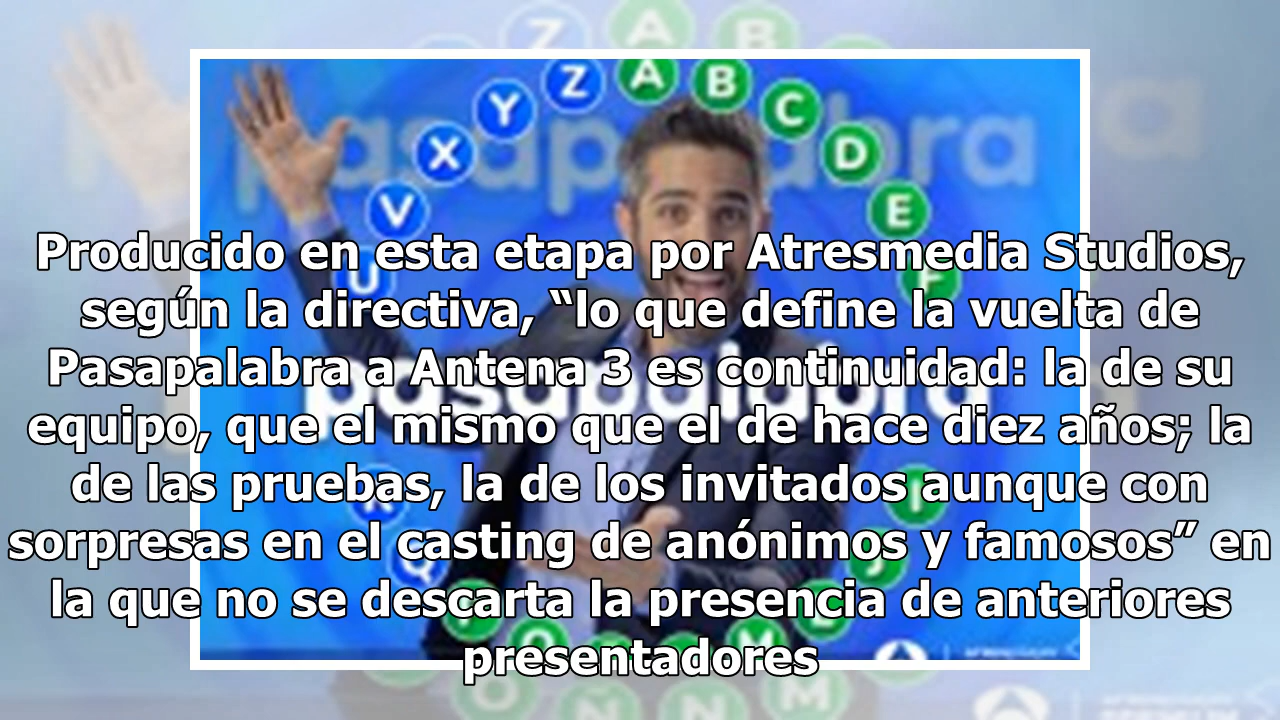 Z A B
Z A B C D E F
Y X V U
pasapalabra
Producido en esta etapa por Atresmedia Studios,
según la directiva, “lo que define la vuelta de
Pasapalabra a Antena 3 es continuidad: la de su
equipo, que el mismo que el de hace diez años; la
de las pruebas, la de los invitados aunque con
sorpresas en el casting de anónimos y famosos” en
la que no se descarta la presencia de anteriores
presentadores
pasapalabra
R Q
I J L M
O Ñ N M